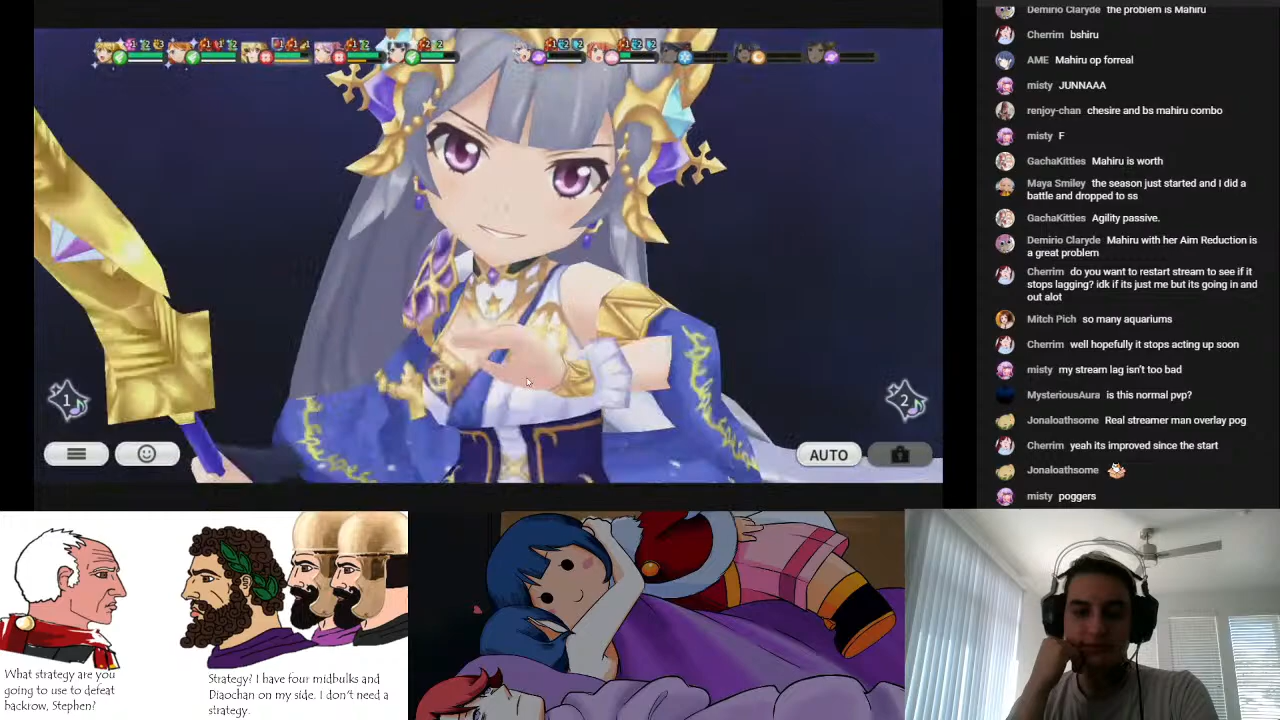 Demirio Claryde the problem is Mahiru
Cherrim bshiru
AME Mahiru op forreal
misty JUNNAAA
renjoy-chan chesire and bs mahiru combo
misty F
GachaKitties Mahiru is worth
Maya Smiley the season just started and I did a
battle and dropped to ss
GachaKitties Agility passive.
Demirio Claryde Mahiru with her Aim Reduction is
a great problem
Cherrim do you want to restart stream to see if it
stops lagging? idk if its just me but its going in and
out alot
Mitch Pich so many aquariums
Cherrim well hopefully it stops acting up soon
misty my stream lag isn't too bad
MysteriousAura is this normal pvp?
Jonaloathsome Real streamer man overlay pog
Cherrim yeah its improved since the start
Jonaloathsome
misty poggers
1
2
AUTO
What strategy are you
going to use to defeat
hackrow, Stephen?
Strategy? I have four midbulks and
Diaochan on my side. I don't need a
strategy.